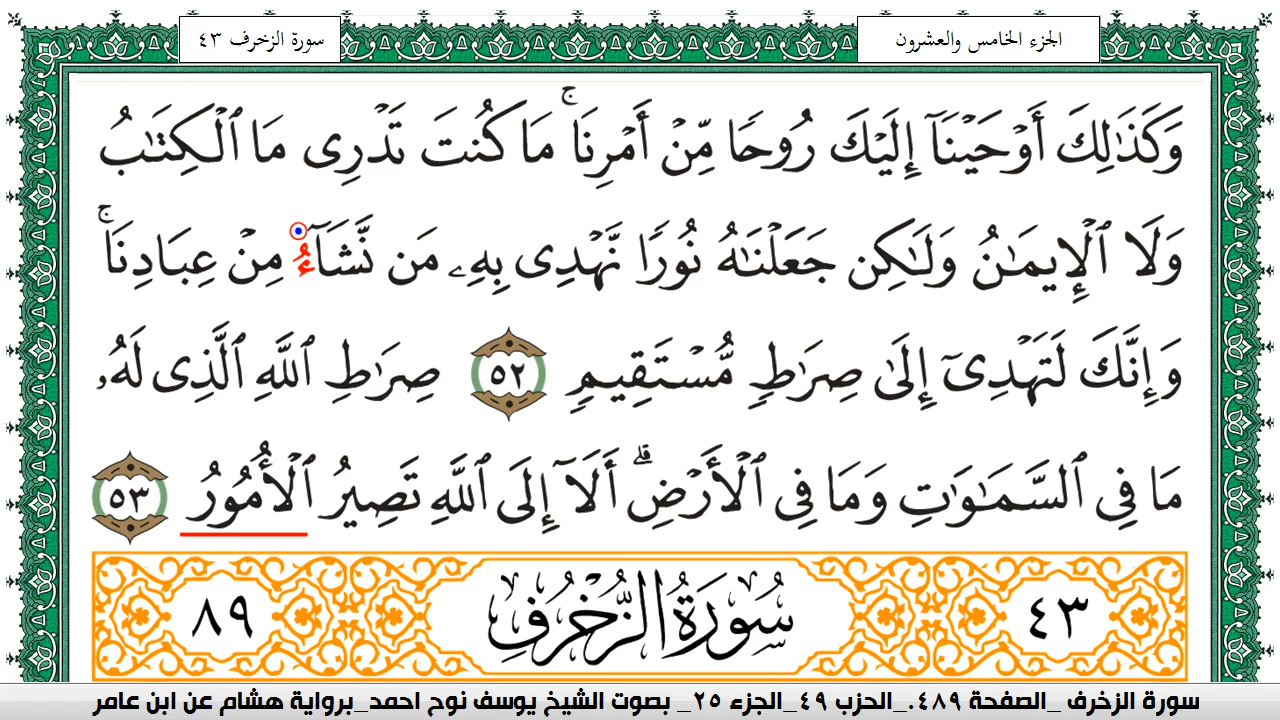 الجزء الخامس والعشرون
سورة الزخرف ٤٣
وَكَذَٰلِكَ أَوۡحَيۡنَآ إِلَيۡكَ رُوحًا مِّنۡ أَمۡرِنَاۚ مَا كُنتَ تَدۡرِى مَا ٱلۡكِتَٰبُ
وَلَا ٱلۡإِيمَٰنُ وَلَٰكِن جَعَلۡنَٰهُ نُورًا نَّهۡدِى بِهِۦ مَن نَّشَآءُ مِنۡ عِبَادِنَاۚ
وَإِنَّكَ لَتَهۡدِىٓ إِلَىٰ صِرَٰطٍ مُّسۡتَقِيمٍ ٥٢ صِرَٰطِ ٱللَّهِ ٱلَّذِى لَهُۥ
مَا فِى ٱلسَّمَٰوَٰتِ وَمَا فِى ٱلۡأَرۡضِۗ أَلَآ إِلَى ٱللَّهِ تَصِيرُ ٱلۡأُمُورُ ٥٣
٤٣ سُورَةُ الزُّخْرُفِ ٨٩
سورة الزخرف _الصفحة ٤٨٩._الحزب ٤٩_الجزء ٢٥_ بصوت الشيخ يوسف نوح احمد_برواية هشام عن ابن عامر